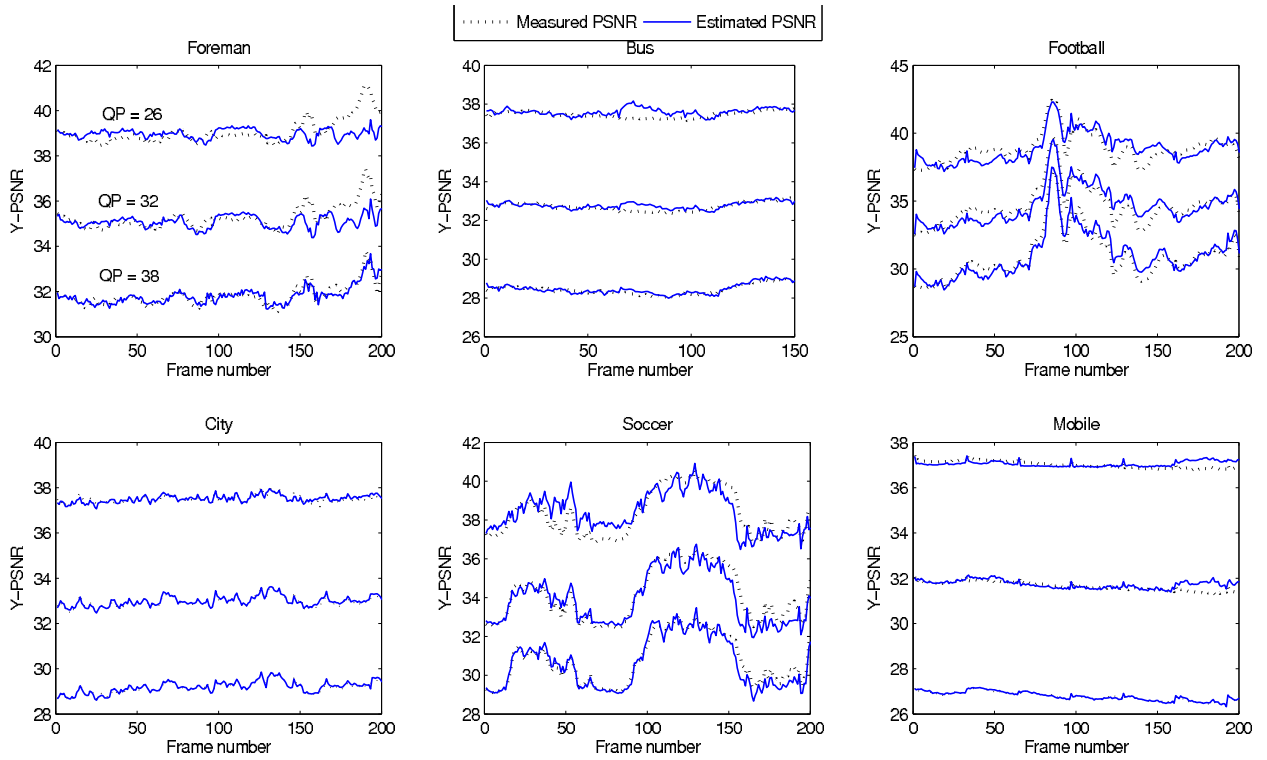 Measured PSNR Estimated PSNR
Foreman
Bus
Football
42
40
38
36
34
32
30
Y-PSNR
QP = 26
QP = 32
QP = 38
0 50 100 150 200
Frame number
40
38
36
34
32
30
28
26
Y-PSNR
0 50 100 150
Frame number
45
40
35
30
25
Y-PSNR
0 50 100 150 200
Frame number
City
Soccer
Mobile
40
38
36
34
32
30
28
Y-PSNR
0 50 100 150 200
Frame number
42
40
38
36
34
32
30
28
Y-PSNR
0 50 100 150 200
Frame number
38
36
34
32
30
28
26
Y-PSNR
0 50 100 150 200
Frame number